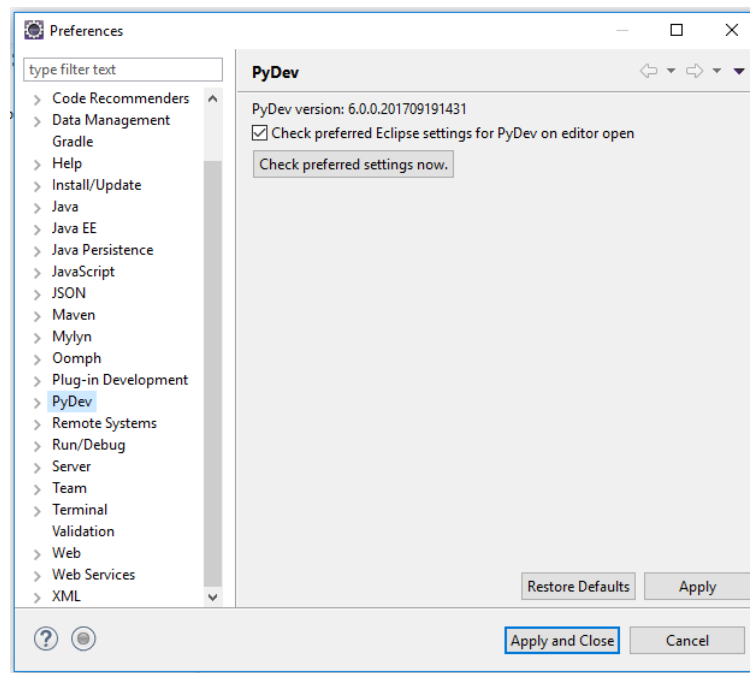 Preferences
type filter text
Code Recommenders
Data Management
Gradle
Help
Install/Update
Java
Java EE
Java Persistence
JavaScript
JSON
Maven
Mylyn
Oomph
Plug-in Development
PyDev
Remote Systems
Run/Debug
Server
Team
Terminal
Validation
Web
Web Services
XML
PyDev
PyDev version: 6.0.0.201709191431
Check preferred Eclipse settings for PyDev on editor open
Check preferred settings now.
Restore Defaults Apply
? Apply and Close Cancel